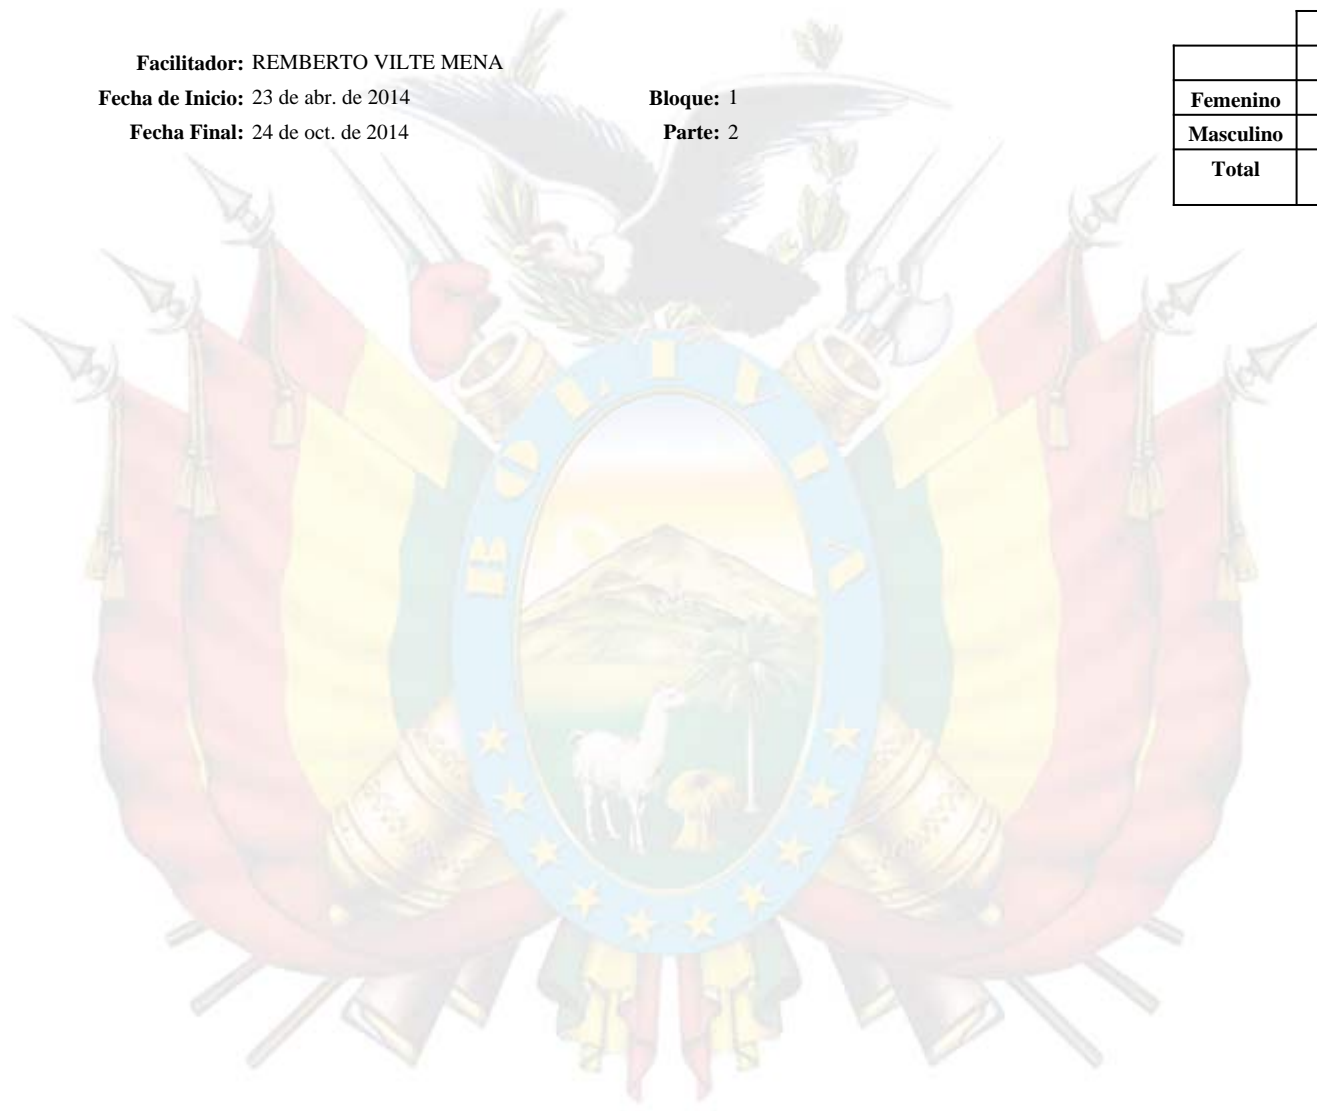 Facilitador: REMBERTO VILTE MENA
Fecha de Inicio: 23 de abr. de 2014 Bloque: 1
Fecha Final: 24 de oct. de 2014 Parte: 2
Femenino
Masculino
Total
BOLIVIA